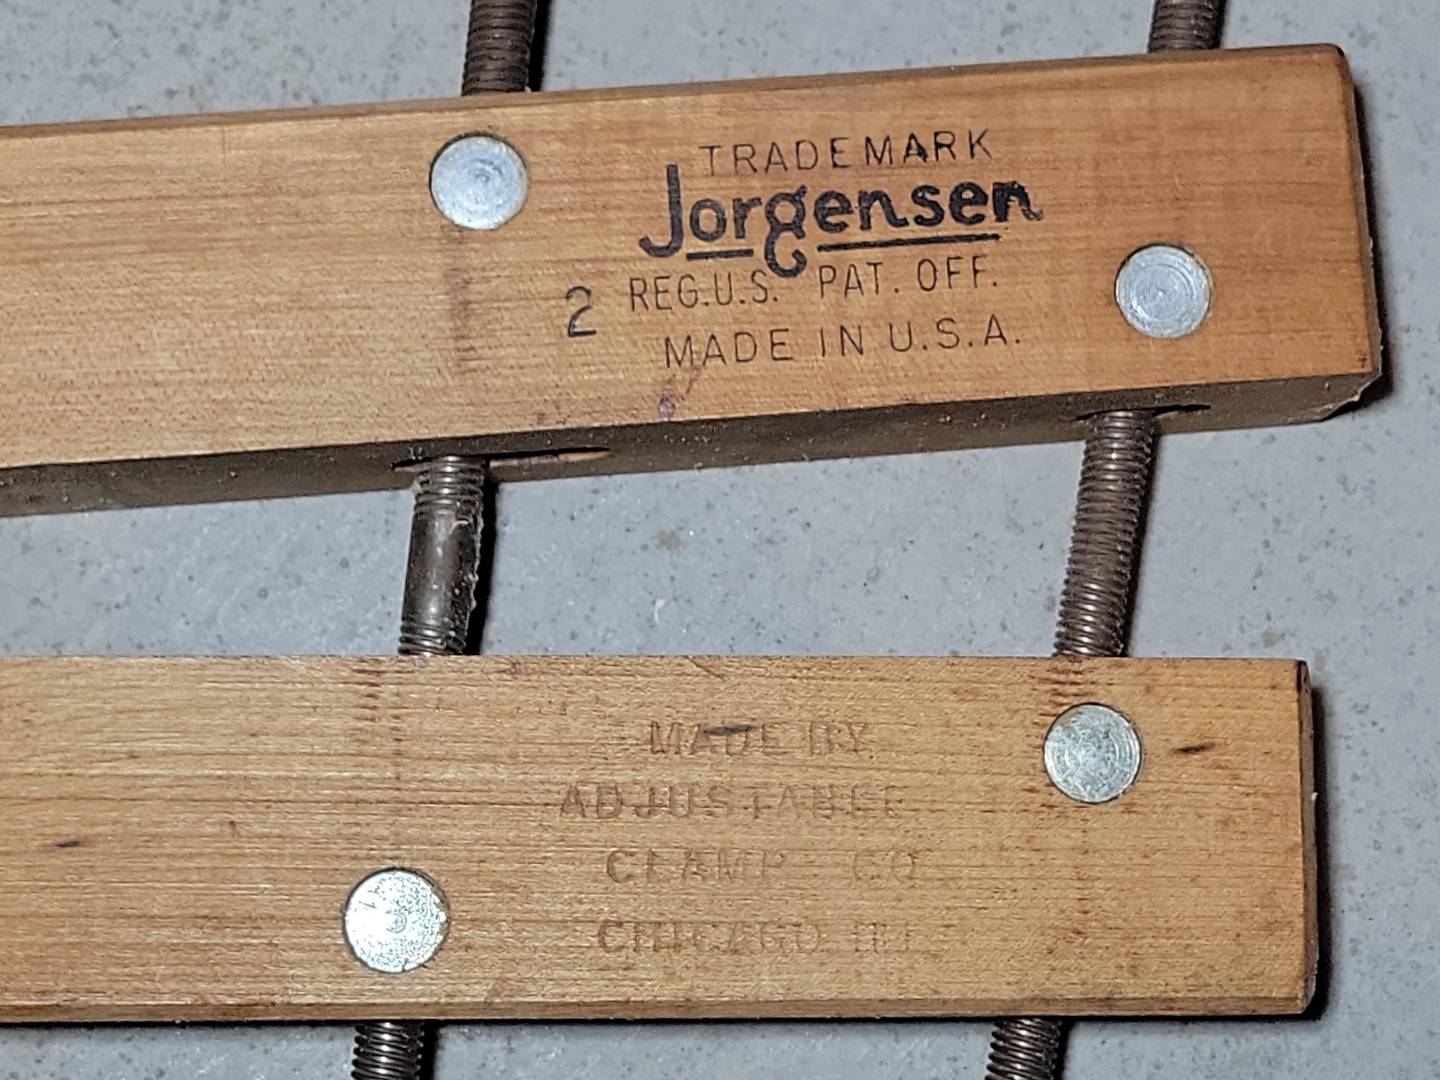 TRADEMARK
Jorgensen
2 REG.U.S. PAT. OFF.
MADE IN U.S.A.
MADE BY
ADJUSTABLE
CLAMP CO
CHICAGO ILL